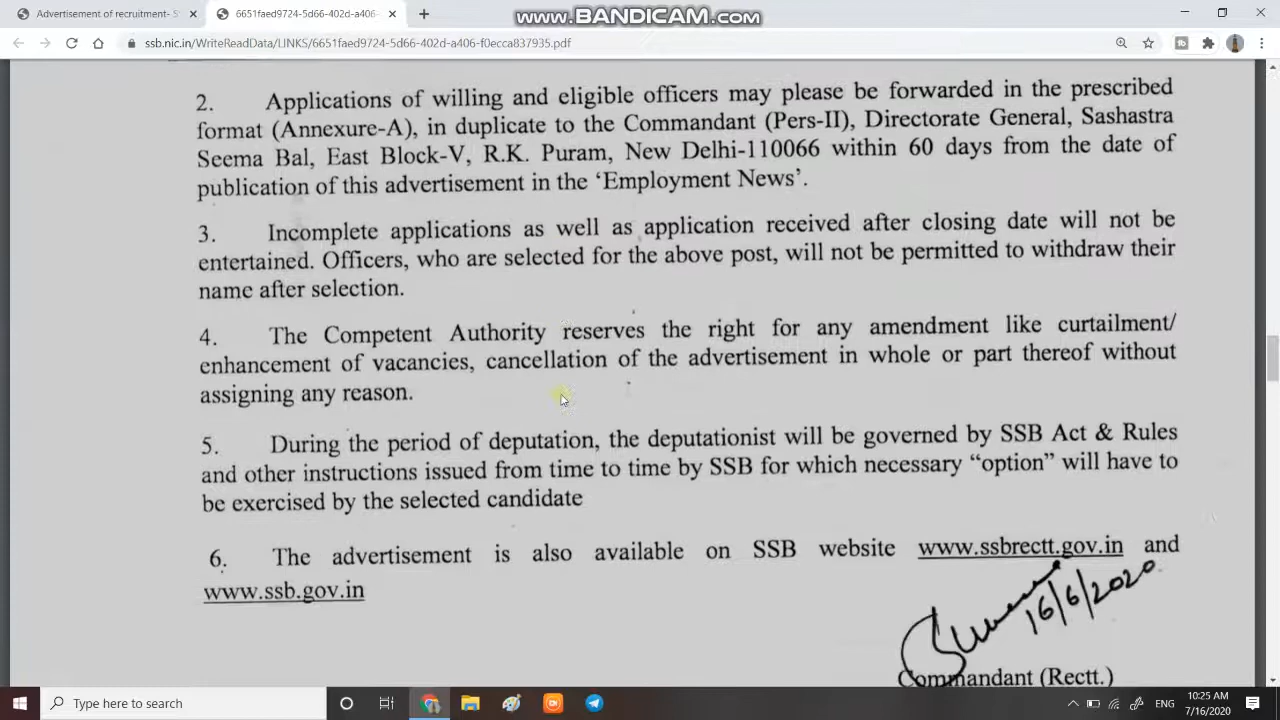 Advertisement of recruitment- S
6651faed9724-5d66-402d-a406-
www.BANDICAM.com
ssb.nic.in/WriteReadData/LINKS/6651faed9724-5d66-402d-a406-f0ecca837935.pdf
2. Applications of willing and eligible officers may please be forwarded in the prescribed
format (Annexure-A), in duplicate to the Commandant (Pers-II), Directorate General, Sashastra
Seema Bal, East Block-V, R.K. Puram, New Delhi-110066 within 60 days from the date of
publication of this advertisement in the ‘Employment News’.
3. Incomplete applications as well as application received after closing date will not be
entertained. Officers, who are selected for the above post, will not be permitted to withdraw their
name after selection.
4. The Competent Authority reserves the right for any amendment like curtailment/
enhancement of vacancies, cancellation of the advertisement in whole or part thereof without
assigning any reason.
5. During the period of deputation, the deputationist will be governed by SSB Act & Rules
and other instructions issued from time to time by SSB for which necessary “option” will have to
be exercised by the selected candidate
6. The advertisement is also available on SSB website www.ssbrectt.gov.in and
www.ssb.gov.in
16/6/2020
Commandant (Rectt.)
Type here to search
ENG
10:25 AM
7/16/2020